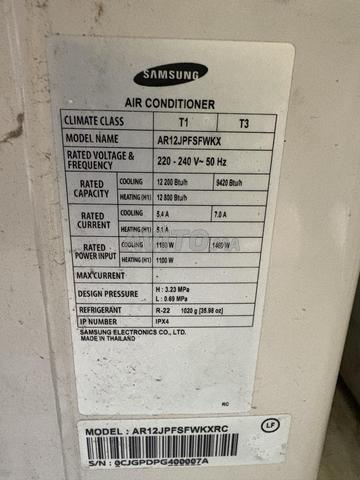 SAMSUNG
AIR CONDITIONER
CLIMATE CLASS T1 T3
MODEL NAME AR12JPFSFWKX
RATED VOLTAGE & FREQUENCY 220 - 240 V~ 50 Hz
RATED CAPACITY COOLING 12 200 Btu/h 9420 Btu/h
HEATING (H1) 12 800 Btu/h
RATED CURRENT COOLING 5.4 A 7.0 A
HEATING (H1) 5.1 A
RATED POWER INPUT COOLING 1180 W 1460 W
HEATING (H1) 1100 W
MAX.CURRENT
DESIGN PRESSURE H : 3.23 MPa
L : 0.69 MPa
REFRIGERANT R-22 1020 g (35.98 oz)
IP NUMBER IPX4
SAMSUNG ELECTRONICS CO., LTD.
MADE IN THAILAND
RC
MODEL : AR12JPFSFWKXRC
LF
S/N : 0CJGPDPG400007A